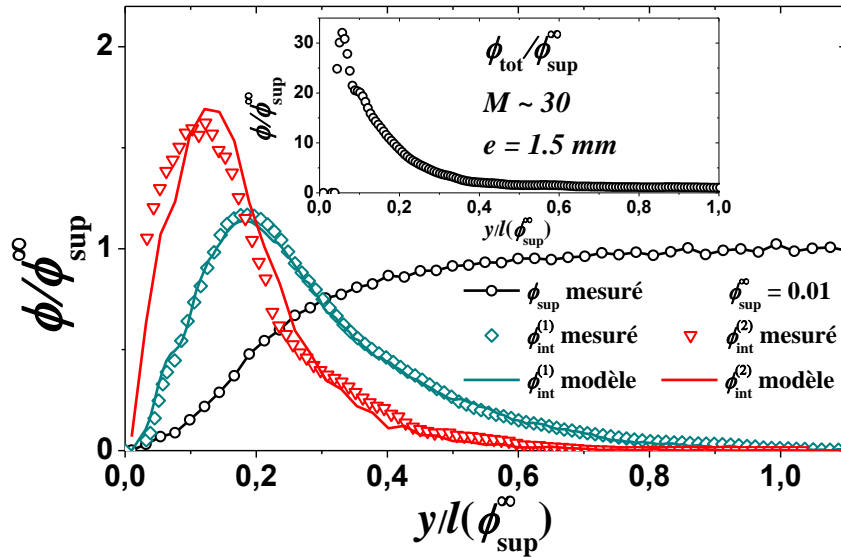 2
1
0
ϕ/ϕ∞sup
0,0 0,2 0,4 0,6 0,8 1,0
y/l(ϕ∞sup)
30
20
10
0
ϕ/ϕ∞sup
0,0 0,2 0,4 0,6 0,8 1,0
y/l(ϕ∞sup)
ϕtot/ϕ∞sup
M ~ 30
e = 1.5 mm
ϕsup mesuré ϕ∞sup = 0.01
ϕ(1)int mesuré ϕ(2)int mesuré
ϕ(1)int modèle ϕ(2)int modèle